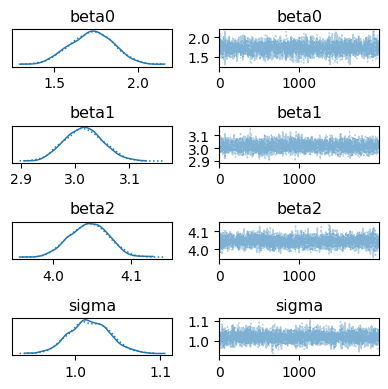 beta0 beta0
2.0
1.5
1.5 2.0 0 1000
beta1 beta1
3.1
3.0
2.9
2.9 3.0 3.1 0 1000
beta2 beta2
4.1
4.0
4.0 4.1 0 1000
sigma sigma
1.1
1.0
1.0 1.1 0 1000